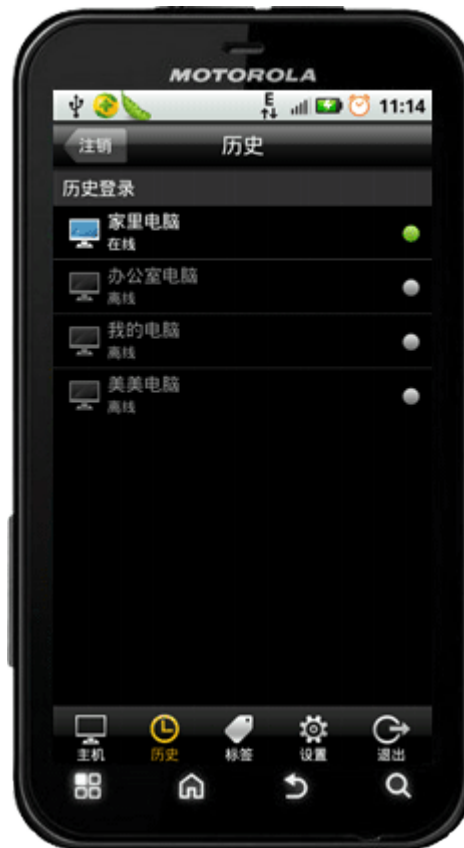 MOTOROLA
E
11:14
注销
历史
历史登录
家里电脑
在线
办公室电脑
离线
我的电脑
离线
美美电脑
离线
主机 历史 标签 设置 退出